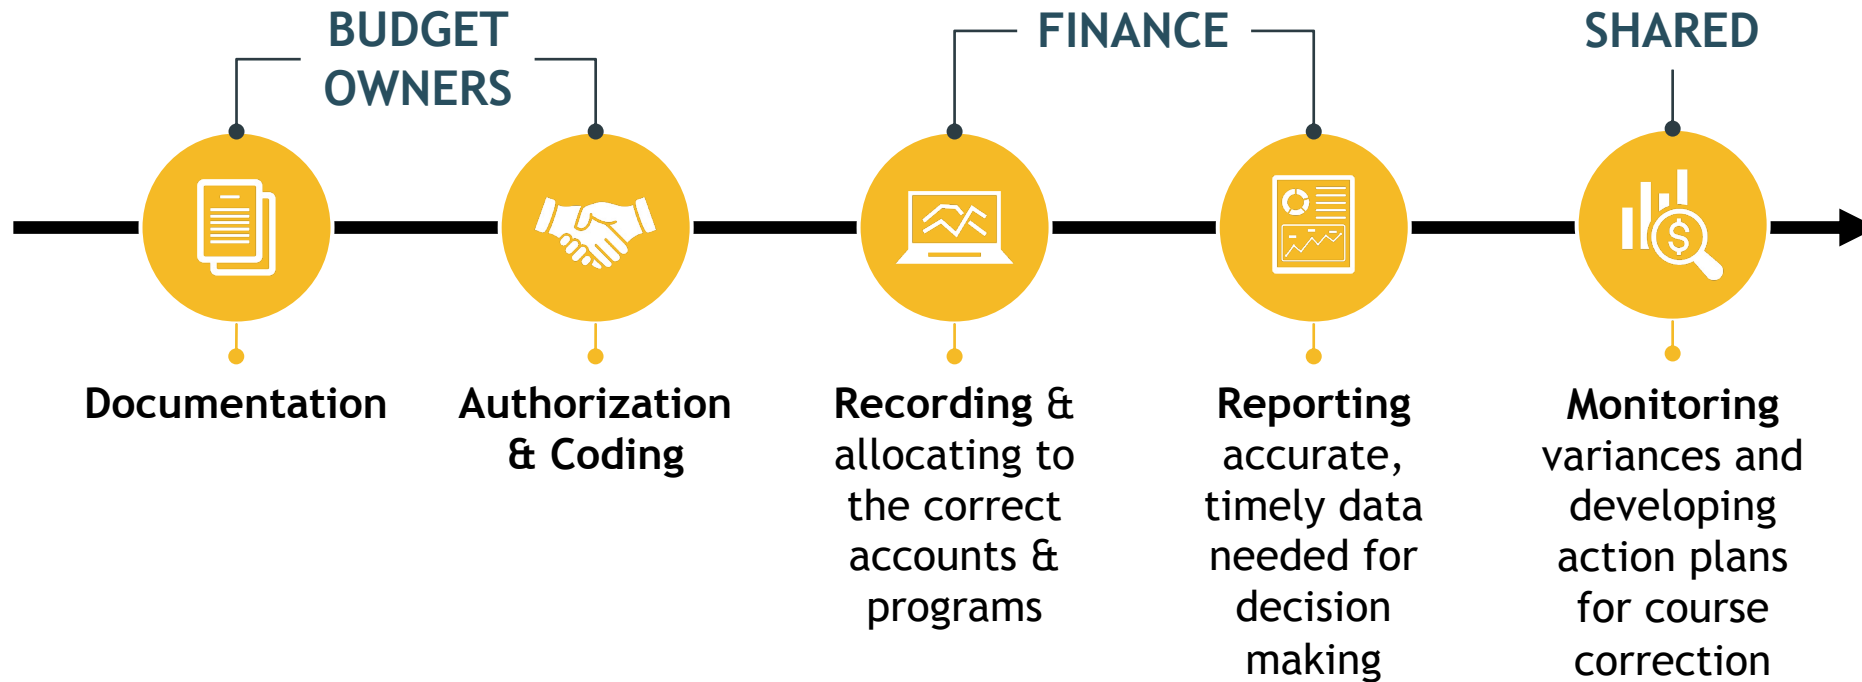 BUDGET
OWNERS
FINANCE
SHARED
$
Documentation
Authorization
& Coding
Recording &
allocating to
the correct
accounts &
programs
Reporting
accurate,
timely data
needed for
decision
making
Monitoring
variances and
developing
action plans
for course
correction